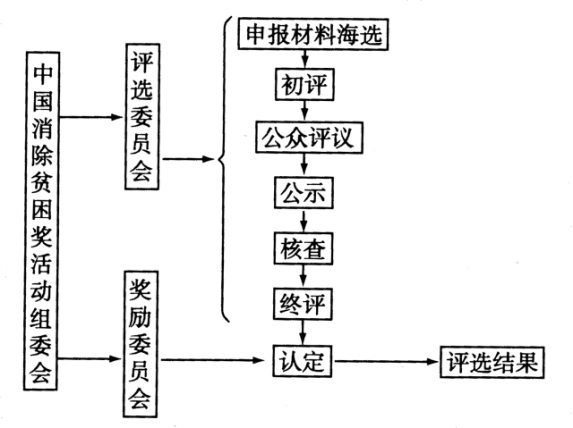 中国消除贫困奖活动组委会
评选委员会
奖励委员会
申报材料海选
初评
公众评议
公示
核查
终评
认定
评选结果